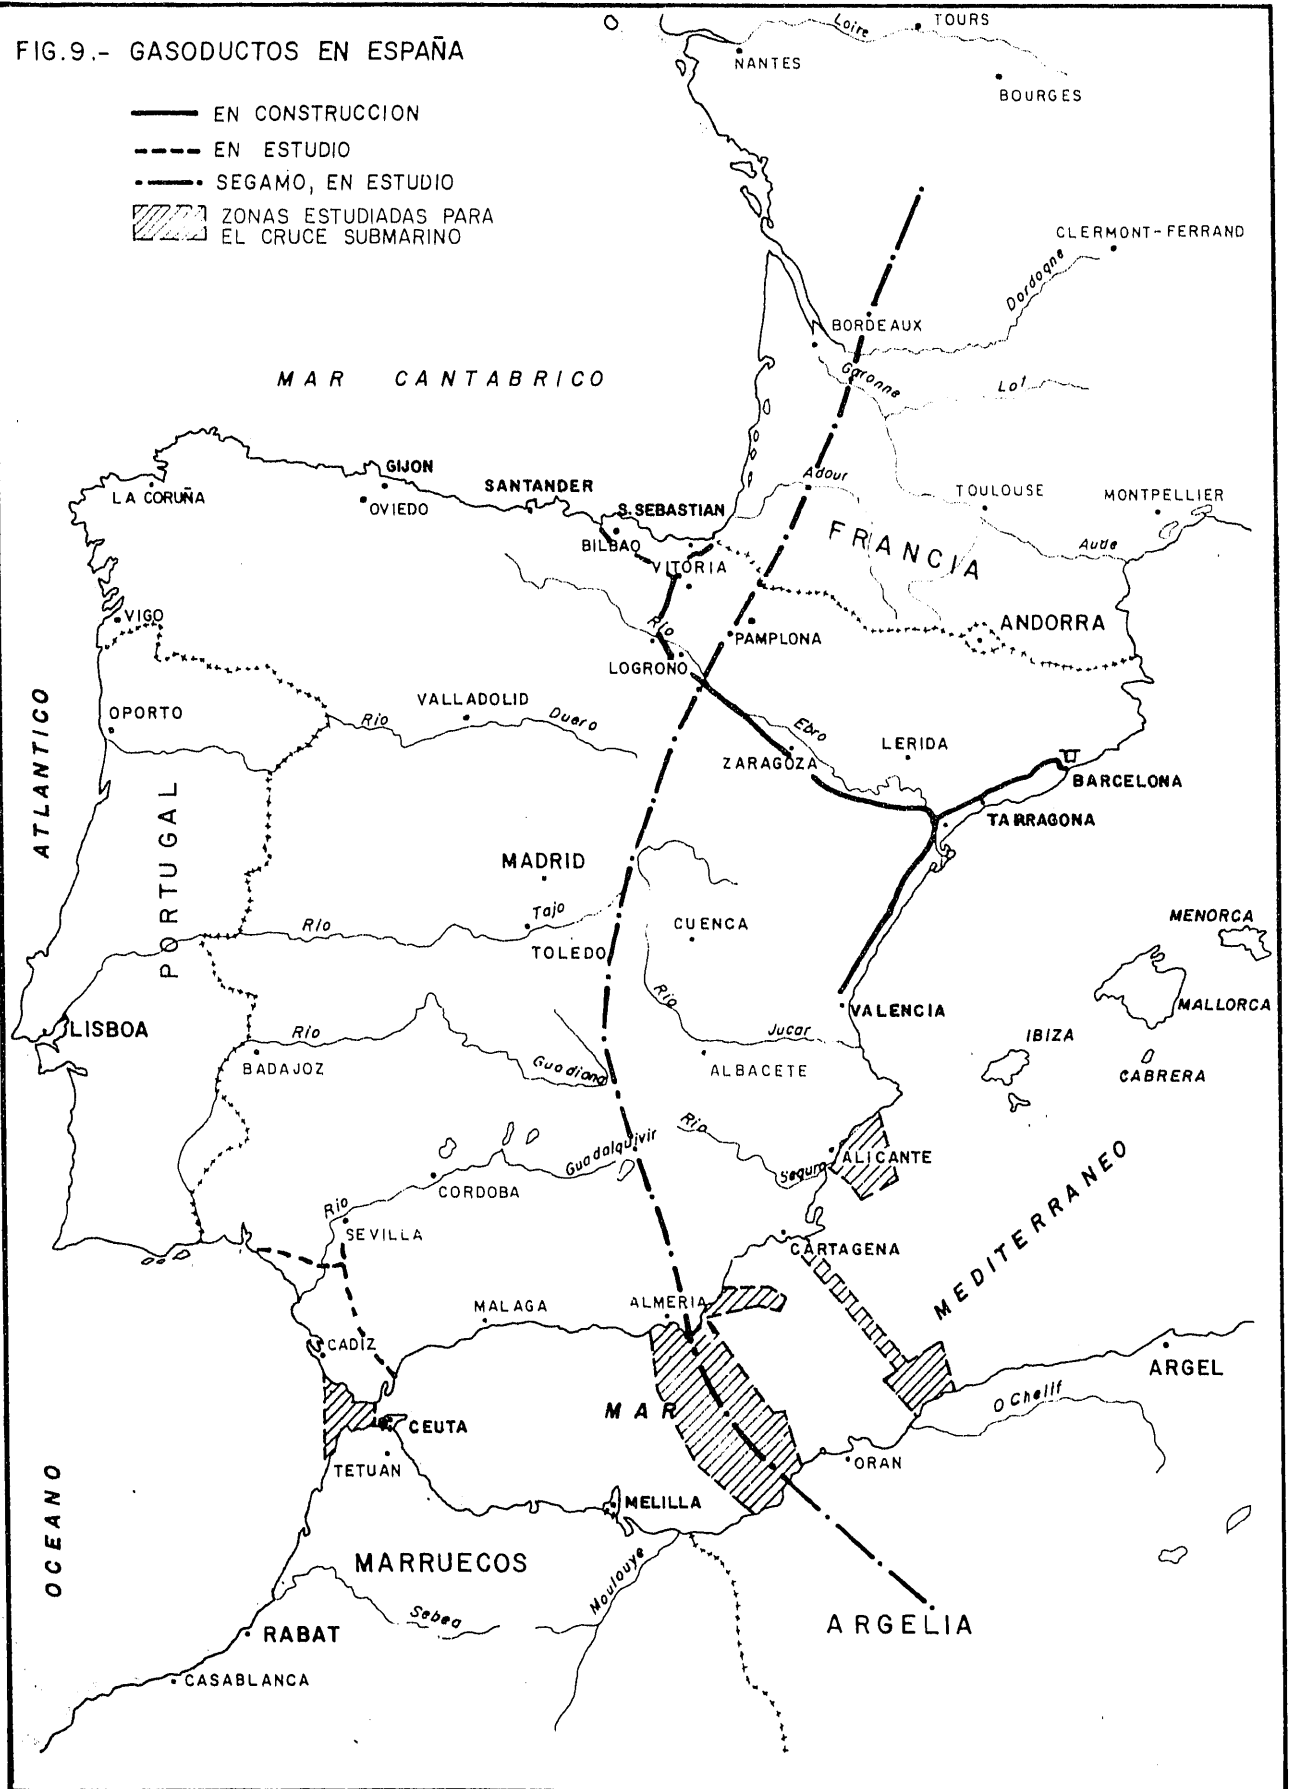 FIG.9.- GASODUCTOS EN ESPAÑA
EN CONSTRUCCION
EN ESTUDIO
SEGAMO, EN ESTUDIO
ZONAS ESTUDIADAS PARA
EL CRUCE SUBMARINO
Loire
TOURS
NANTES
BOURGES
CLERMONT-FERRAND
Dordogne
BORDEAUX
Garonne
Lot
MAR CANTABRICO
GIJON
LA CORUÑA
OVIEDO
SANTANDER
S.SEBASTIAN
Adour
TOULOUSE
MONTPELLIER
BILBAO
VITORIA
FRANCIA
Aude
VIGO
Rio
PAMPLONA
ANDORRA
LOGRONO
OPORTO
VALLADOLID
Rio
Duero
Ebro
LERIDA
ZARAGOZA
BARCELONA
TARRAGONA
ATLANTICO
PORTUGAL
MADRID
Rio
Tajo
TOLEDO
CUENCA
MENORCA
MALLORCA
LISBOA
Rio
VALENCIA
Rio
Jucar
IBIZA
CABRERA
BADAJOZ
Guadiana
ALBACETE
Rio
Guadalquivir
Segura
ALICANTE
CORDOBA
Rio
SEVILLA
CARTAGENA
MEDITERRANEO
MALAGA
ALMERIA
CADIZ
ARGEL
O Chelif
MAR
CEUTA
TETUAN
ORAN
MELILLA
OCEANO
MARRUECOS
Moulouye
Sebea
RABAT
ARGELIA
CASABLANCA